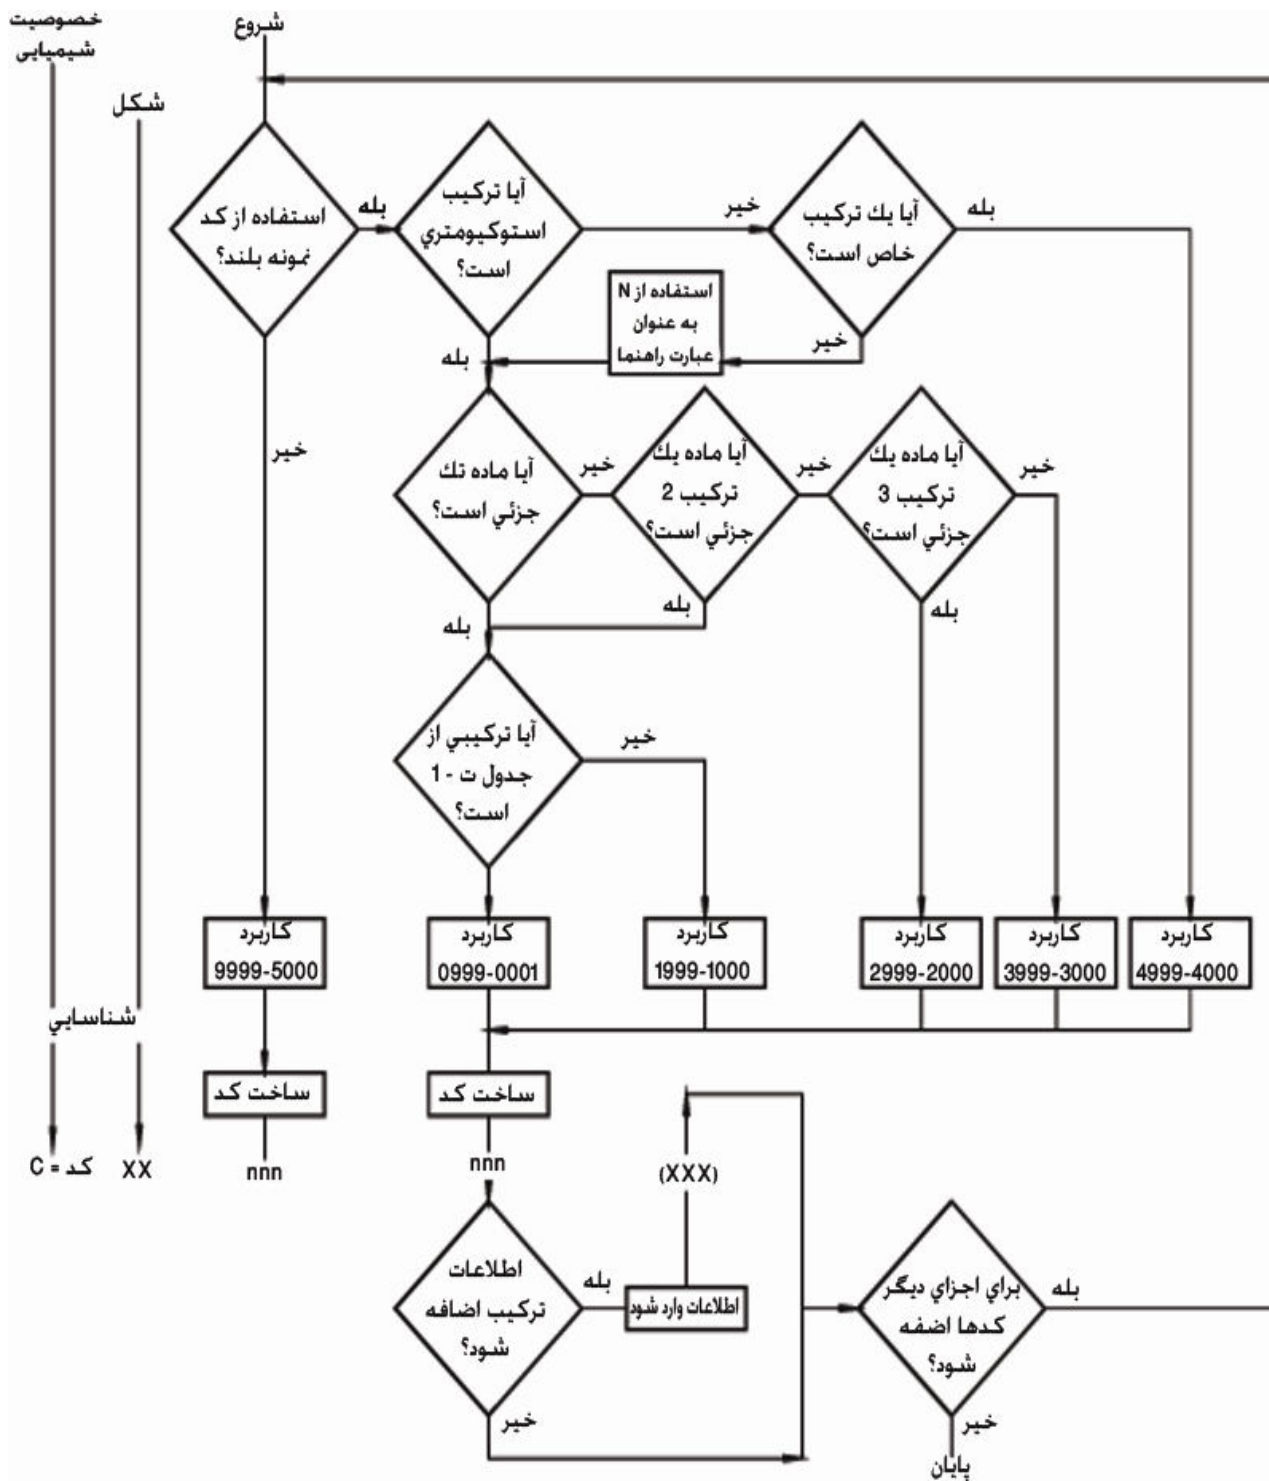 خصوصیت
شیمیایی
شروع
شکل
استفاده از کد
نمونه بلند؟
بله
آیا ترکیب
استوکیومتري
است؟
خیر
آیا یك ترکیب
خاص است؟
بله
استفاده از N
به عنوان
عبارت راهنما
خیر
بله
خیر
آیا ماده تك
جزئي است؟
خیر
آیا ماده یك
ترکیب 2
جزئي است؟
خیر
آیا ماده یك
ترکیب 3
جزئي است؟
خیر
بله
بله
بله
آیا ترکیبي از
جدول ت - 1
است؟
خیر
کاربرد
9999-5000
کاربرد
0999-0001
کاربرد
1999-1000
کاربرد
2999-2000
کاربرد
3999-3000
کاربرد
4999-4000
شناسایي
ساخت کد
ساخت کد
کد = C
XX
nnn
nnn
(XXX)
اطلاعات
ترکیب اضافه
شود؟
بله
اطلاعات وارد شود
براي اجزاي دیگر
کدها اضفه
شود؟
بله
خیر
خیر
پایان